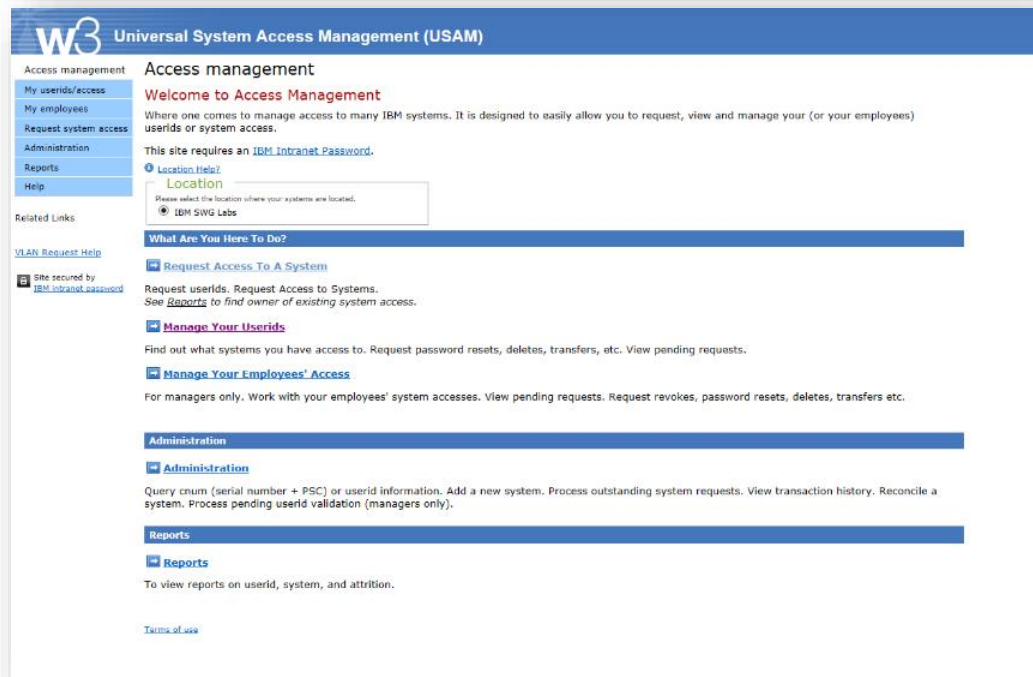 w3 Universal System Access Management (USAM)
Access management
My userids/access
My employees
Request system access
Administration
Reports
Help
Related Links
VLAN Request Help
Site secured by
IBM intranet password
Access management
Welcome to Access Management
Where one comes to manage access to many IBM systems. It is designed to easily allow you to request, view and manage your (or your employees)
userids or system access.
This site requires an IBM Intranet Password.
Location Help?
Location
Please select the location where your systems are located.
IBM SWG Labs
What Are You Here To Do?
Request Access To A System
Request userids. Request Access to Systems.
See Reports to find owner of existing system access.
Manage Your Userids
Find out what systems you have access to. Request password resets, deletes, transfers, etc. View pending requests.
Manage Your Employees' Access
For managers only. Work with your employees' system accesses. View pending requests. Request revokes, password resets, deletes, transfers etc.
Administration
Administration
Query cnum (serial number + PSC) or userid information. Add a new system. Process outstanding system requests. View transaction history. Reconcile a
system. Process pending userid validation (managers only).
Reports
Reports
To view reports on userid, system, and attrition.
Terms of use